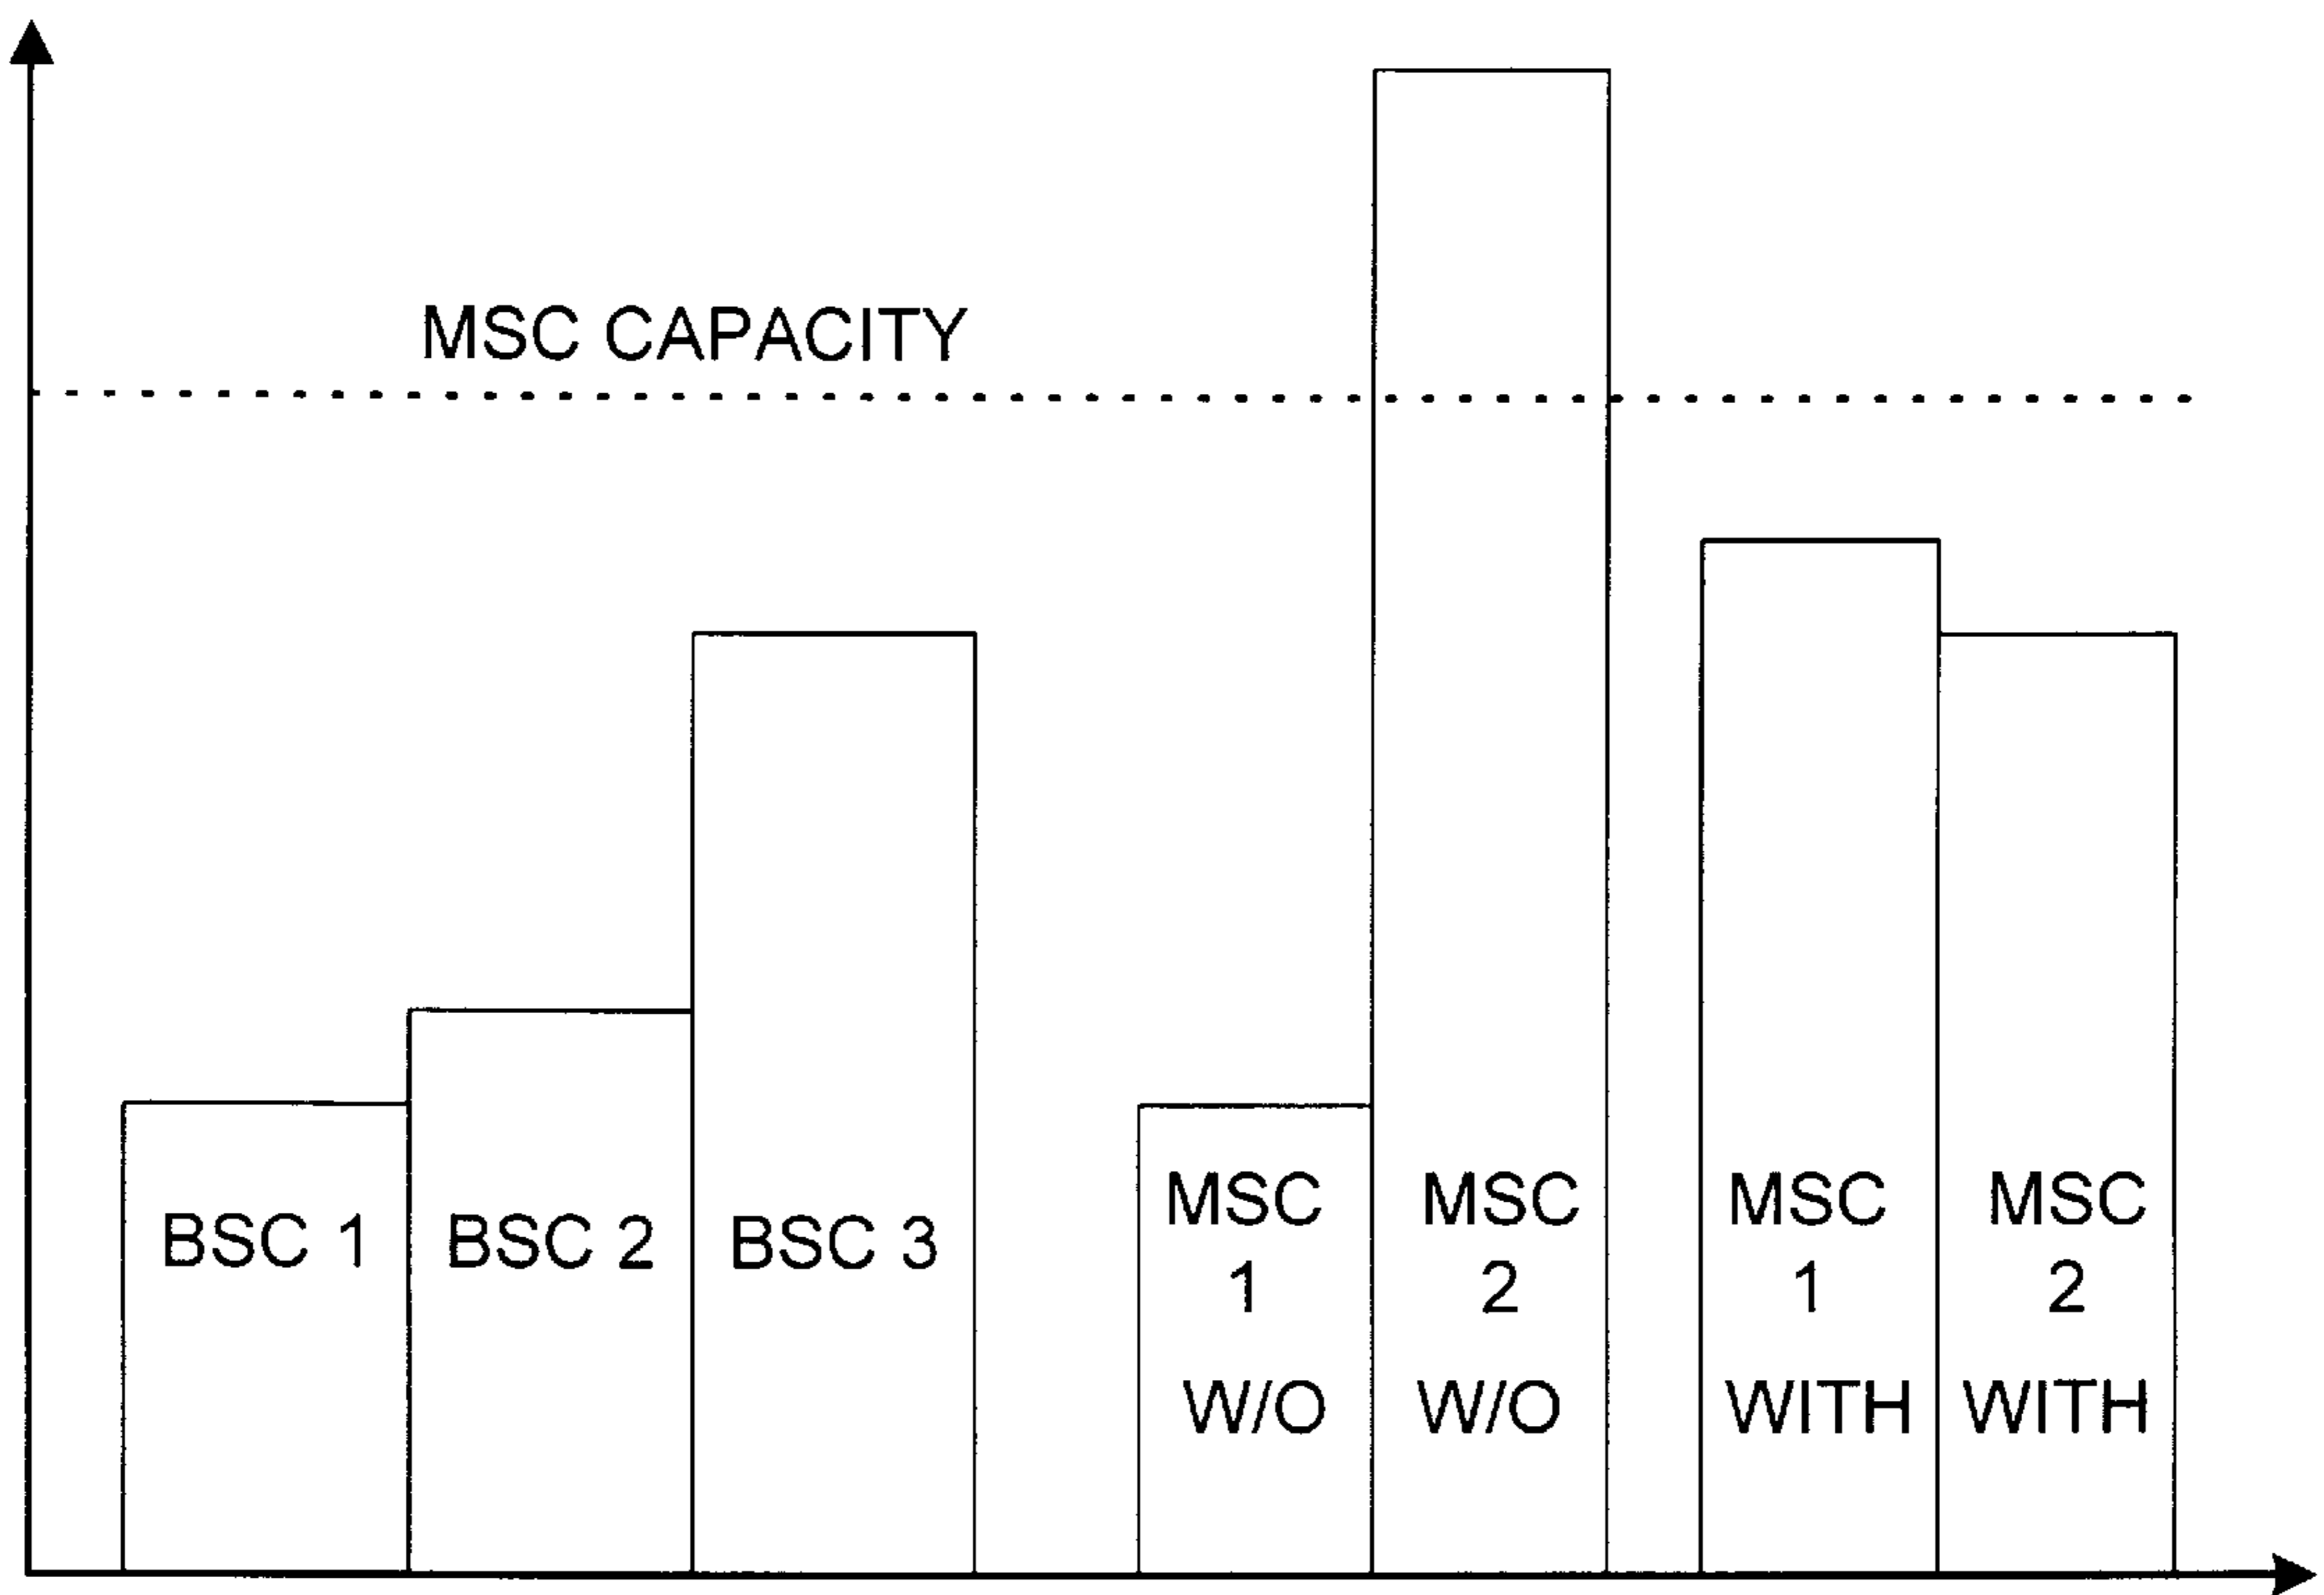 MSC CAPACITY
BSC 1
BSC 2
BSC 3
MSC
1
W/O
MSC
2
W/O
MSC
1
WITH
MSC
2
WITH